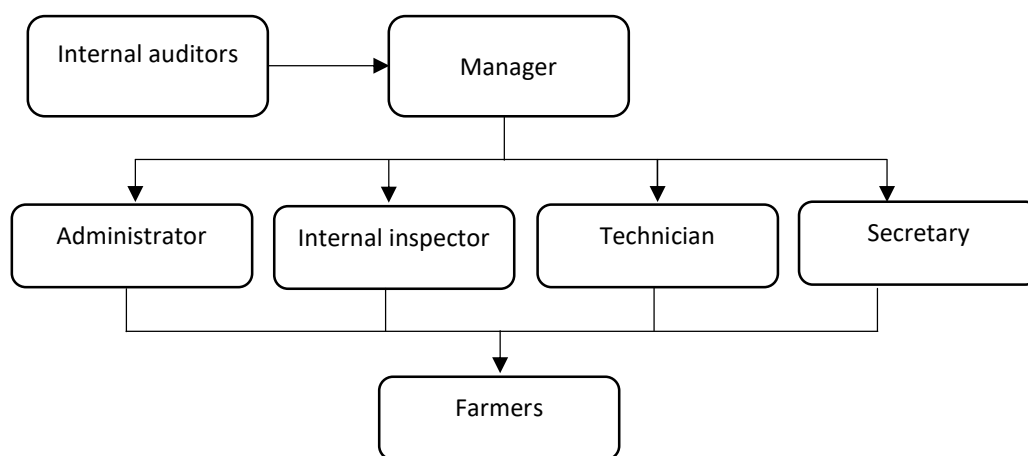 Internal auditors
Manager
Administrator
Internal inspector
Technician
Secretary
Farmers